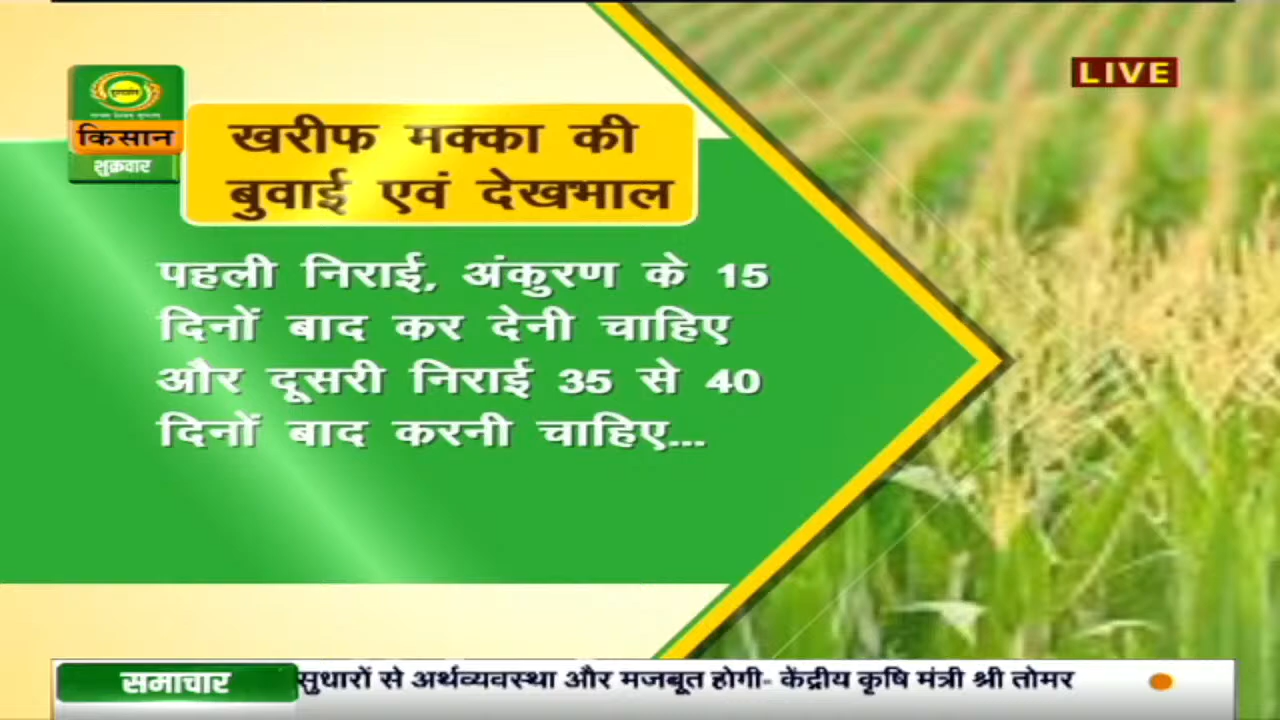 LIVE
किसान
शुक्रवार
खरीफ मक्का की
बुवाई एवं देखभाल
पहली निराई, अंकुरण के 15
दिनों बाद कर देनी चाहिए
और दूसरी निराई 35 से 40
दिनों बाद करनी चाहिए...
समाचार
सुधारों से अर्थव्यवस्था और मजबूत होगी- केंद्रीय कृषि मंत्री श्री तोमर